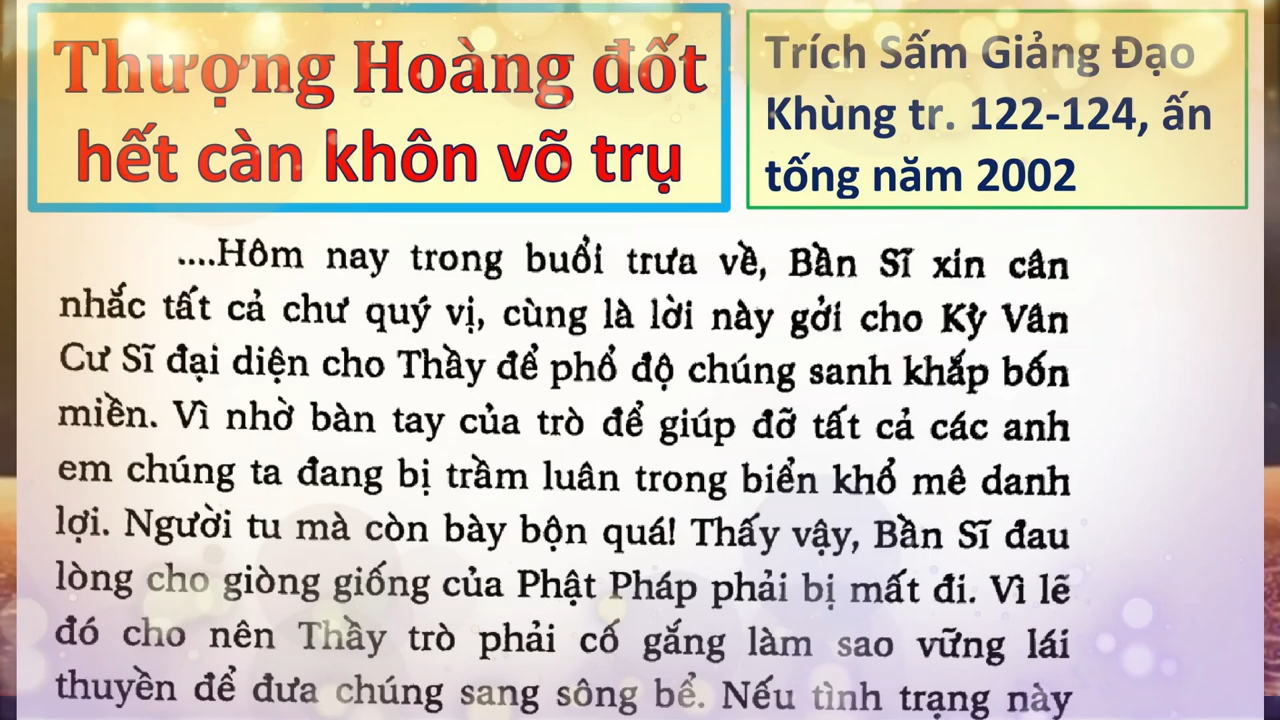 Thượng Hoàng đốt
hết càn khôn võ trụ
Trích Sấm Giảng Đạo
Khùng tr. 122-124, ấn
tống năm 2002
....Hôm nay trong buổi trưa về, Bần Sĩ xin cân
nhắc tất cả chư quý vị, cùng là lời này gởi cho Kỳ Vân
Cư Sĩ đại diện cho Thầy để phổ độ chúng sanh khắp bốn
miền. Vì nhờ bàn tay của trò để giúp đỡ tất cả các anh
em chúng ta đang bị trầm luân trong biển khổ mê danh
lợi. Người tu mà còn bày bộn quá! Thấy vậy, Bần Sĩ đau
lòng cho giòng giống của Phật Pháp phải bị mất đi. Vì lẽ
đó cho nên Thầy trò phải cố gắng làm sao vững lái
thuyền để đưa chúng sang sông bể. Nếu tình trạng này